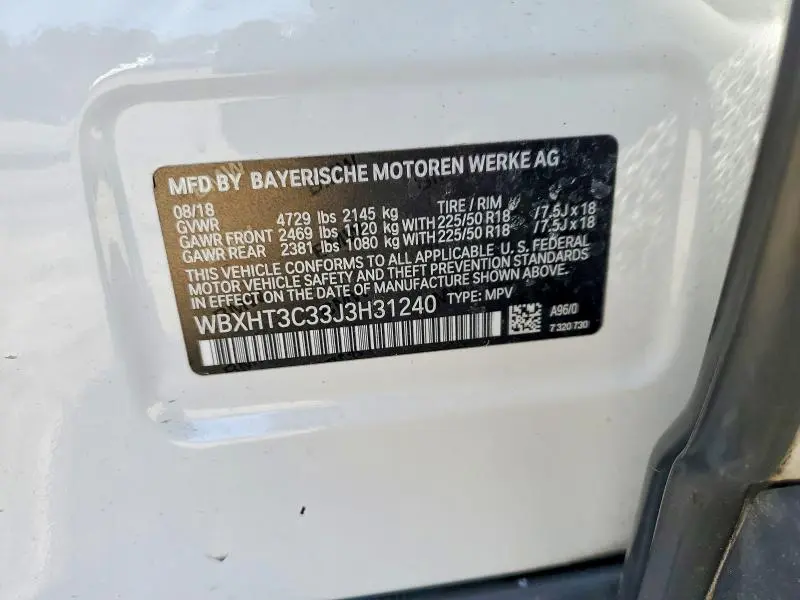 MFD BY BAYERISCHE MOTOREN WERKE AG
08/18 TIRE / RIM
GVWR 4729 lbs 2145 kg
GAWR FRONT 2469 lbs 1120 kg WITH 225/50 R18 /7.5J x 18
GAWR REAR 2381 lbs 1080 kg WITH 225/50 R18 /7.5J x 18
THIS VEHICLE CONFORMS TO ALL APPLICABLE U.S. FEDERAL
MOTOR VEHICLE SAFETY AND THEFT PREVENTION STANDARDS
IN EFFECT ON THE DATE OF MANUFACTURE SHOWN ABOVE.
WBXHT3C33J3H31240 TYPE: MPV
A96/0
7 320 730